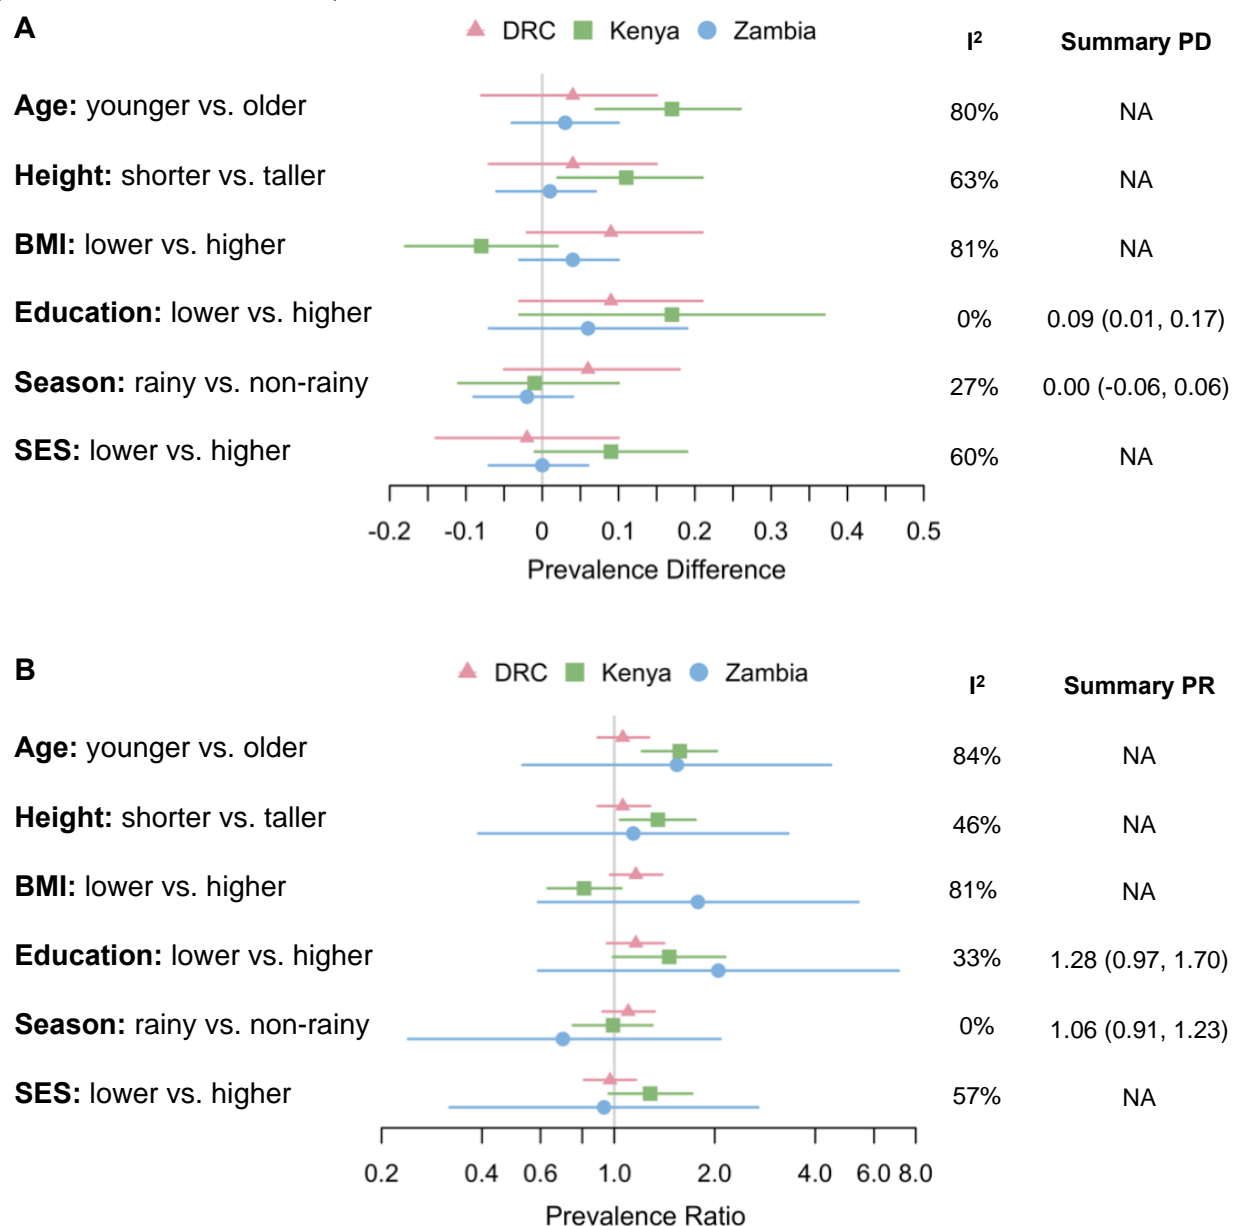 A
DRC Kenya Zambia
I² Summary PD
Age: younger vs. older 80% NA
Height: shorter vs. taller 63% NA
BMI: lower vs. higher 81% NA
Education: lower vs. higher 0% 0.09 (0.01, 0.17)
Season: rainy vs. non-rainy 27% 0.00 (-0.06, 0.06)
SES: lower vs. higher 60% NA
-0.2 -0.1 0 0.1 0.2 0.3 0.4 0.5
Prevalence Difference
B
DRC Kenya Zambia
I² Summary PR
Age: younger vs. older 84% NA
Height: shorter vs. taller 46% NA
BMI: lower vs. higher 81% NA
Education: lower vs. higher 33% 1.28 (0.97, 1.70)
Season: rainy vs. non-rainy 0% 1.06 (0.91, 1.23)
SES: lower vs. higher 57% NA
0.2 0.4 0.6 1.0 2.0 4.0 6.0 8.0
Prevalence Ratio